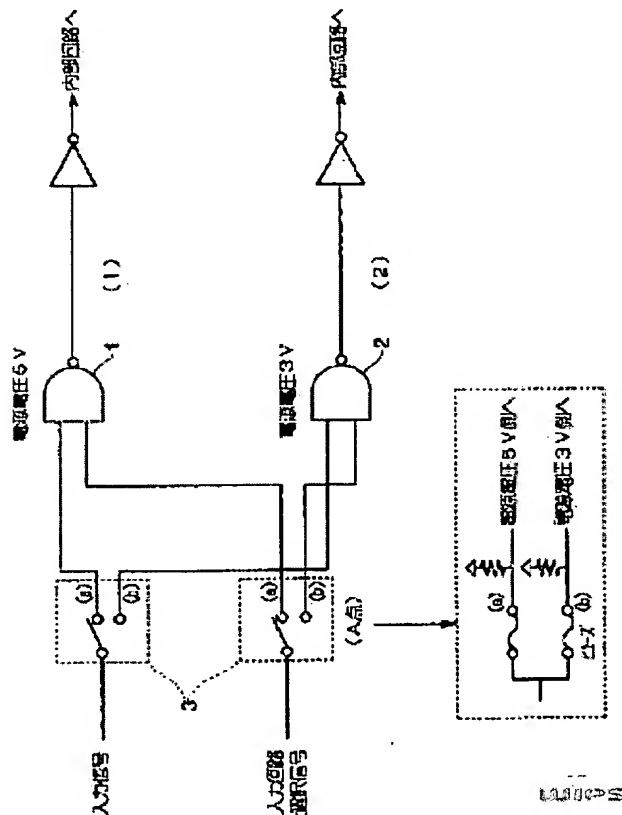 内部回路へ
内部回路へ
(1)
(2)
電源電圧5V
1
電源電圧3V
2
(a)
(b)
(a)
(b)
(A点)
3
入力信号
入力回路
選択信号
電源電圧5V側へ
電源電圧3V側へ
(a)
(b)
ヒューズ